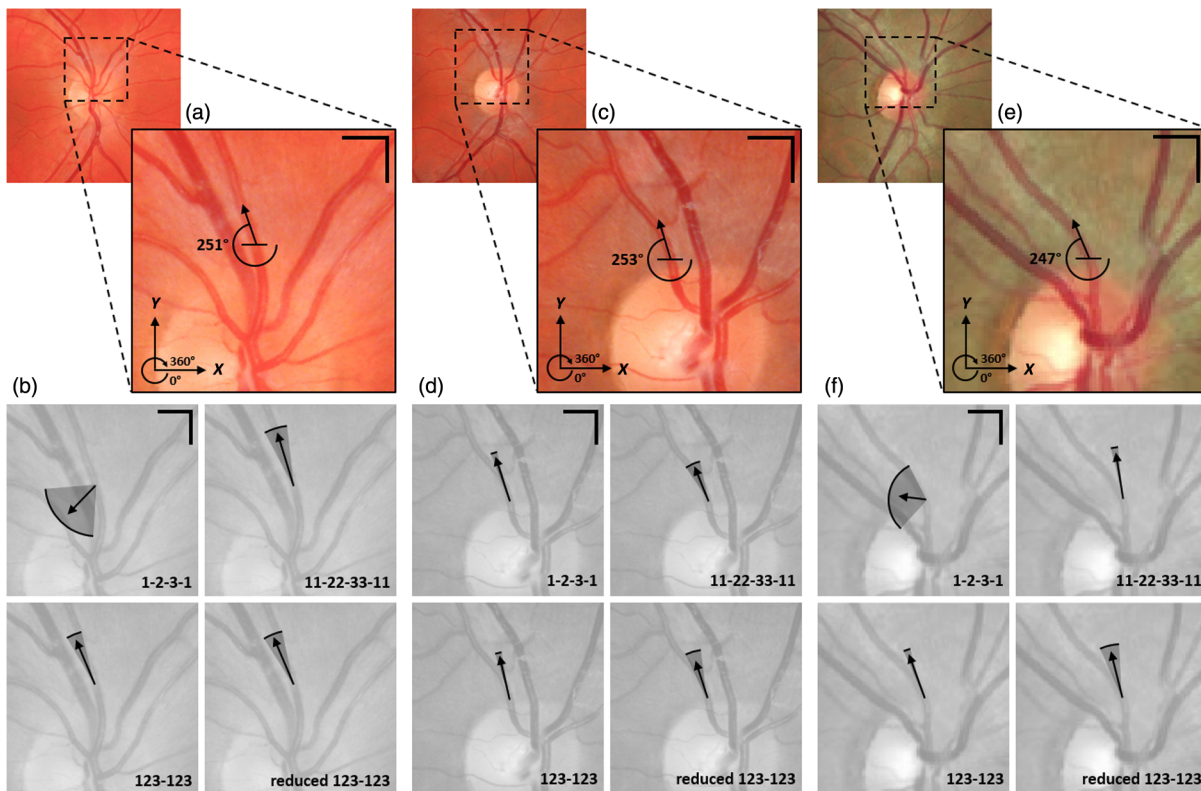 (a)
(c)
(e)
251°
Y
360°
0°
X
253°
Y
360°
0°
X
247°
Y
360°
0°
X
(b)
(d)
(f)
1-2-3-1
11-22-33-11
1-2-3-1
11-22-33-11
1-2-3-1
11-22-33-11
123-123
reduced 123-123
123-123
reduced 123-123
123-123
reduced 123-123